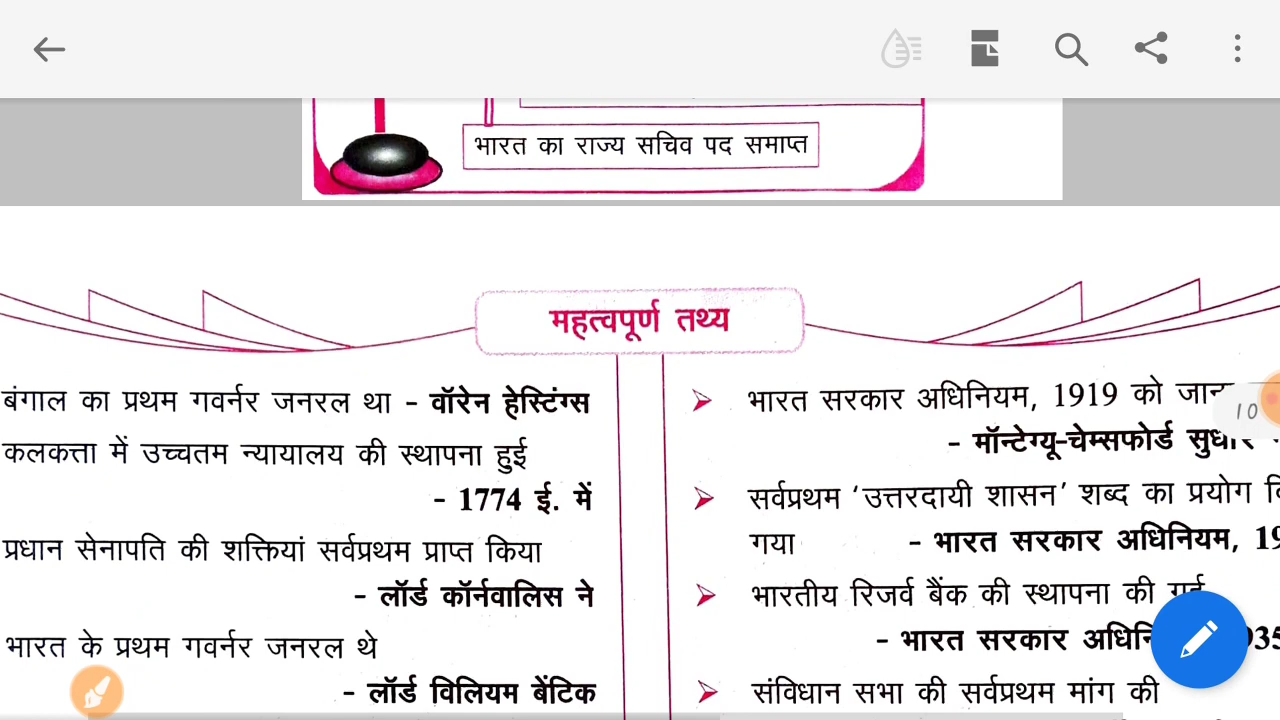 भारत का राज्य सचिव पद समाप्त
महत्वपूर्ण तथ्य
बंगाल का प्रथम गवर्नर जनरल था - वॉरेन हेस्टिंग्स
कलकत्ता में उच्चतम न्यायालय की स्थापना हुई
- 1774 ई. में
प्रधान सेनापति की शक्तियां सर्वप्रथम प्राप्त किया
- लॉर्ड कॉर्नवालिस ने
भारत के प्रथम गवर्नर जनरल थे
- लॉर्ड विलियम बेंटिक
भारत सरकार अधिनियम, 1919 को
- मॉन्टेग्यू-चेम्सफोर्ड सुधार
सर्वप्रथम 'उत्तरदायी शासन' शब्द का प्रयोग
गया - भारत सरकार अधिनियम,
भारतीय रिजर्व बैंक की स्थापना की गई
- भारत सरकार
संविधान सभा की सर्वप्रथम मांग की
10